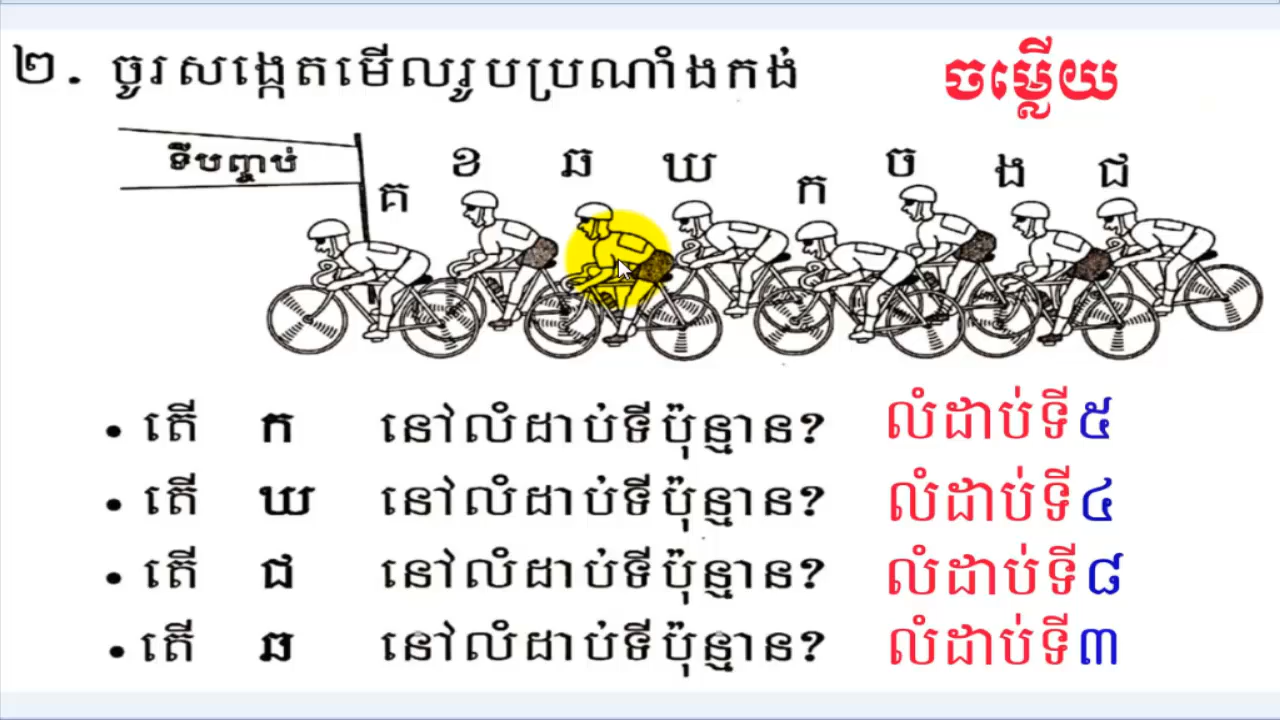 ២. ចូរសង្កេតមើលរូបប្រណាំងកង់ ចម្លើយ
ទីបញ្ចប់
គ ខ ឆ ឃ ក ច ង ជ
• តើ ក នៅលំដាប់ទីប៉ុន្មាន? លំដាប់ទី៥
• តើ ឃ នៅលំដាប់ទីប៉ុន្មាន? លំដាប់ទី៤
• តើ ជ នៅលំដាប់ទីប៉ុន្មាន? លំដាប់ទី៨
• តើ ឆ នៅលំដាប់ទីប៉ុន្មាន? លំដាប់ទី៣